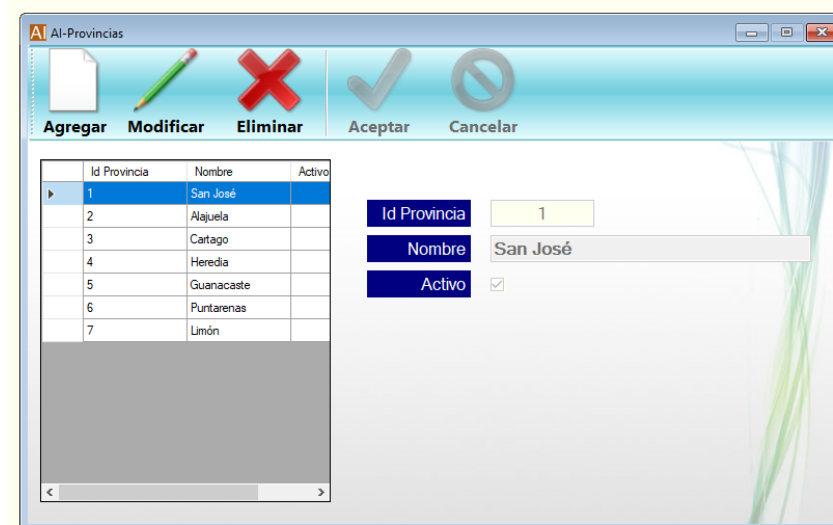 AI AI-Provincias
Agregar Modificar Eliminar Aceptar Cancelar
Id Provincia Nombre Activo
1 San José
2 Alajuela
3 Cartago
4 Heredia
5 Guanacaste
6 Puntarenas
7 Limón
Id Provincia 1
Nombre San José
Activo